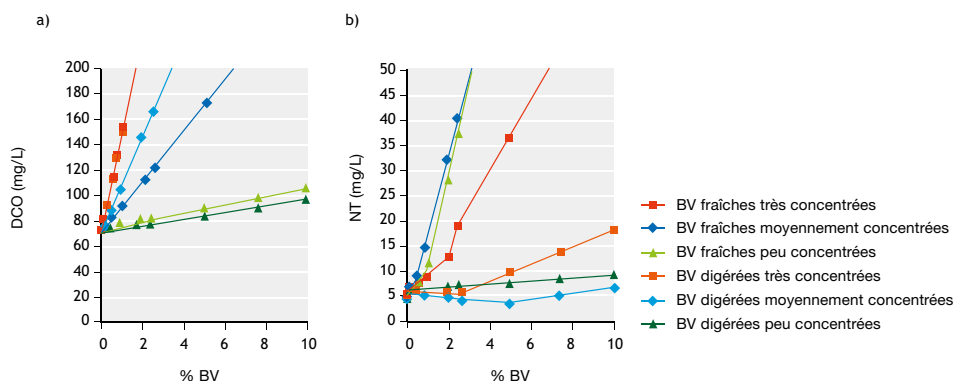 a)
DCO (mg/L)
200
180
160
140
120
100
80
60
40
20
0
0 2 4 6 8 10
% BV
b)
NT (mg/L)
50
45
40
35
30
25
20
15
10
5
0
0 2 4 6 8 10
% BV
BV fraîches très concentrées
BV fraîches moyennement concentrées
BV fraîches peu concentrées
BV digérées très concentrées
BV digérées moyennement concentrées
BV digérées peu concentrées